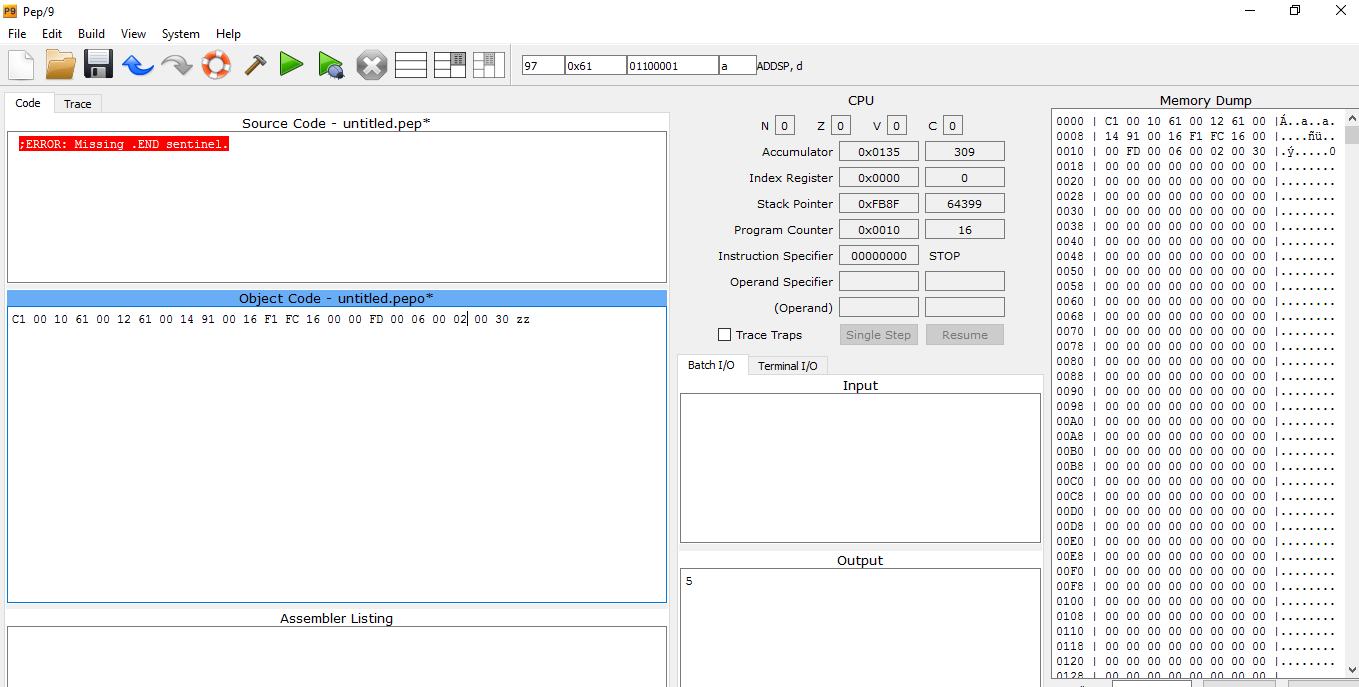 Pep/9
File Edit Build View System Help
97 0x61 01100001 a ADDSP, d
Code Trace
Source Code - untitled.pep*
;ERROR: Missing .END sentinel.
Object Code - untitled.pepo*
C1 00 10 61 00 12 61 00 14 91 00 16 F1 FC 16 00 00 FD 00 06 00 02 00 30 zz
Assembler Listing
CPU
N 0 Z 0 V 0 C 0
Accumulator 0x0135 309
Index Register 0x0000 0
Stack Pointer 0xFB8F 64399
Program Counter 0x0010 16
Instruction Specifier 00000000 STOP
Operand Specifier
(Operand)
Trace Traps Single Step Resume
Batch I/O Terminal I/O
Input
Output
5
Memory Dump
0000 | C1 00 10 61 00 12 61 00 |Á..a..a.
0008 | 14 91 00 16 F1 FC 16 00 |....ñü..
0010 | 00 FD 00 06 00 02 00 30 |.ý.....0
0018 | 00 00 00 00 00 00 00 00 |........
0020 | 00 00 00 00 00 00 00 00 |........
0028 | 00 00 00 00 00 00 00 00 |........
0030 | 00 00 00 00 00 00 00 00 |........
0038 | 00 00 00 00 00 00 00 00 |........
0040 | 00 00 00 00 00 00 00 00 |........
0048 | 00 00 00 00 00 00 00 00 |........
0050 | 00 00 00 00 00 00 00 00 |........
0058 | 00 00 00 00 00 00 00 00 |........
0060 | 00 00 00 00 00 00 00 00 |........
0068 | 00 00 00 00 00 00 00 00 |........
0070 | 00 00 00 00 00 00 00 00 |........
0078 | 00 00 00 00 00 00 00 00 |........
0080 | 00 00 00 00 00 00 00 00 |........
0088 | 00 00 00 00 00 00 00 00 |........
0090 | 00 00 00 00 00 00 00 00 |........
0098 | 00 00 00 00 00 00 00 00 |........
00A0 | 00 00 00 00 00 00 00 00 |........
00A8 | 00 00 00 00 00 00 00 00 |........
00B0 | 00 00 00 00 00 00 00 00 |........
00B8 | 00 00 00 00 00 00 00 00 |........
00C0 | 00 00 00 00 00 00 00 00 |........
00C8 | 00 00 00 00 00 00 00 00 |........
00D0 | 00 00 00 00 00 00 00 00 |........
00D8 | 00 00 00 00 00 00 00 00 |........
00E0 | 00 00 00 00 00 00 00 00 |........
00E8 | 00 00 00 00 00 00 00 00 |........
00F0 | 00 00 00 00 00 00 00 00 |........
00F8 | 00 00 00 00 00 00 00 00 |........
0100 | 00 00 00 00 00 00 00 00 |........
0108 | 00 00 00 00 00 00 00 00 |........
0110 | 00 00 00 00 00 00 00 00 |........
0118 | 00 00 00 00 00 00 00 00 |........
0120 | 00 00 00 00 00 00 00 00 |........
0128 | 00 00 00 00 00 00 00 00 |........